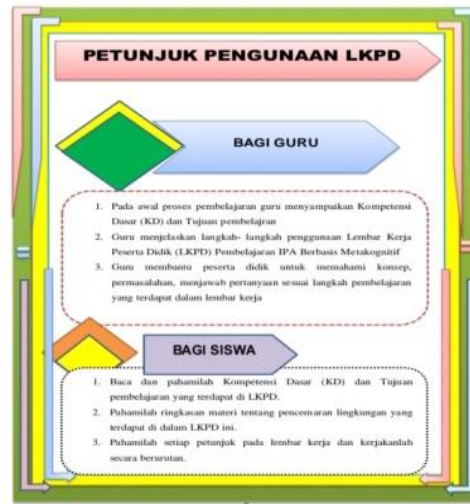 PETUNJUK PENGUNAAN LKPD
BAGI GURU
1. Pada awal proses pembelajaran guru menyampaikan Kompetensi
Dasar (KD) dan Tujuan pembelajran
2. Guru menjelaskan langkah- langkah penggunaan Lembar Kerja
Peserta Didik (LKPD) Pembelajaran IPA Berbasis Metakognitif
3. Guru membantu peserta didik untuk memahami konsep,
permasalahan, menjawab pertanyaan sesuai langkah pembelajaran
yang terdapat dalam lembar kerja
BAGI SISWA
1. Baca dan pahamilah Kompetensi Dasar (KD) dan Tujuan
pembelajaran yang terdapat di LKPD.
2. Pahamilah ringkasan materi tentang pencemaran lingkungan yang
terdapat di dalam LKPD ini.
3. Pahamilah setiap petunjuk pada lembar kerja dan kerjakanlah
secara berurutan.